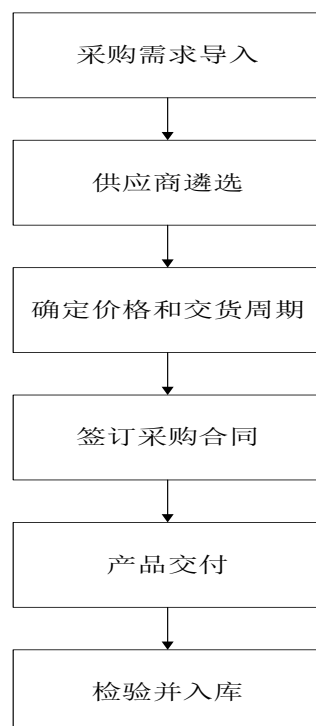 采购需求导入
供应商遴选
确定价格和交货周期
签订采购合同
产品交付
检验并入库